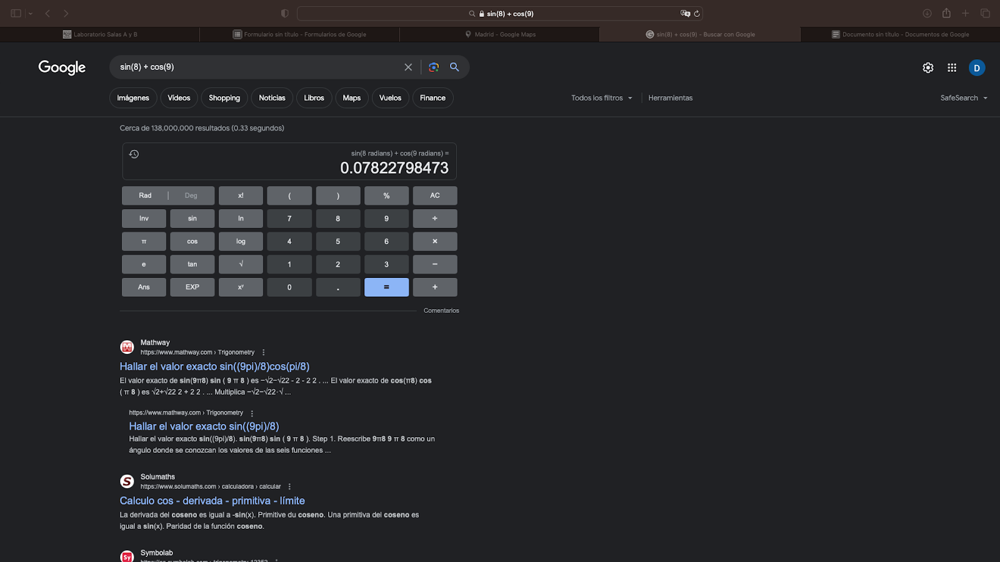 sin(8) + cos(9)
Laboratorio Salas A y B
Formulario sin título - Formularios de Google
Madrid - Google Maps
sin(8) + cos(9) - Buscar con Google
Documento sin título - Documentos de Google
Google
sin(8) + cos(9)
D
Imágenes
Vídeos
Shopping
Noticias
Libros
Maps
Vuelos
Finance
Todos los filtros
Herramientas
SafeSearch
Cerca de 138,000,000 resultados (0.33 segundos)
sin(8 radians) + cos(9 radians) =
0.07822798473
Rad | Deg x! ( ) % AC
Inv sin ln 7 8 9 ÷
π cos log 4 5 6 ×
e tan √ 1 2 3 −
Ans EXP xʸ 0 . = +
Comentarios
Mathway
https://www.mathway.com › Trigonometry
Hallar el valor exacto sin((9pi)/8)cos(pi/8)
El valor exacto de sin(9π8) sin ( 9 π 8 ) es −√2−√22 - 2 - 2 2 . ... El valor exacto de cos(π8) cos
( π 8 ) es √2+√22 2 + 2 2 . ... Multiplica −√2−√22⋅√ ...
https://www.mathway.com › Trigonometry
Hallar el valor exacto sin((9pi)/8)
Hallar el valor exacto sin((9pi)/8). sin(9π8) sin ( 9 π 8 ). Step 1. Reescribe 9π8 9 π 8 como un
ángulo donde se conozcan los valores de las seis funciones ...
S
Solumaths
https://www.solumaths.com › calculadora › calcular
Calculo cos - derivada - primitiva - límite
La derivada del coseno es igual a -sin(x). Primitive du coseno. Una primitiva del coseno es
igual a sin(x). Paridad de la función coseno.
Sy
Symbolab